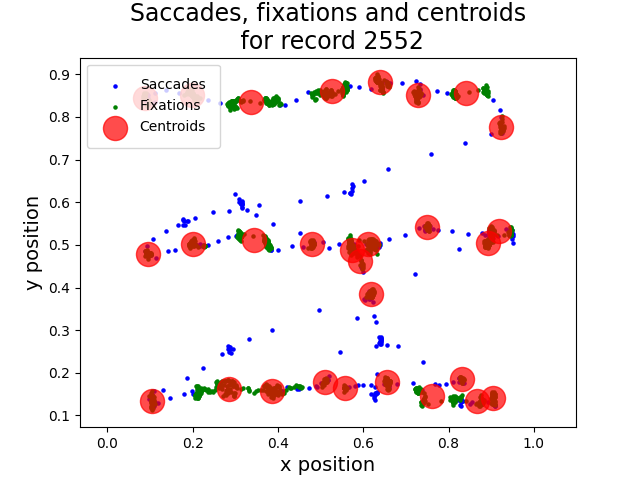 Saccades, fixations and centroids
for record 2552
Saccades
Fixations
Centroids
0.9
0.8
0.7
0.6
0.5
0.4
0.3
0.2
0.1
y position
0.0 0.2 0.4 0.6 0.8 1.0
x position